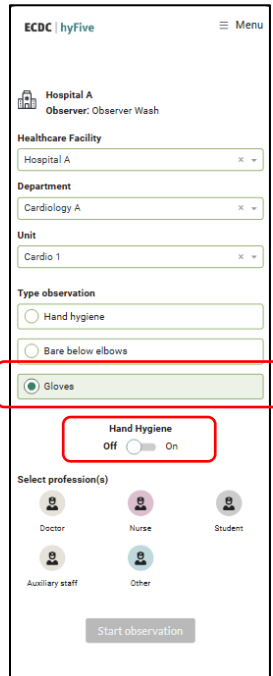 ECDC | hyFive
Menu
Hospital A
Observer: Observer Wash
Healthcare Facility
Hospital A
Department
Cardiology A
Unit
Cardio 1
Type observation
Hand hygiene
Bare below elbows
Gloves
Hand Hygiene
Off On
Select profession(s)
Doctor Nurse Student
Auxiliary staff Other
Start observation